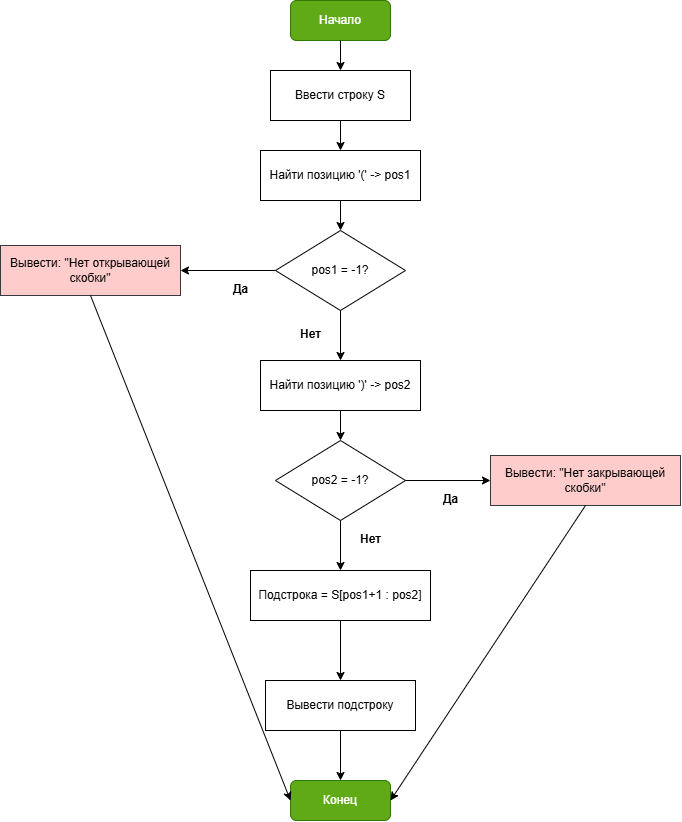 Начало
Ввести строку S
Найти позицию '(' -> pos1
pos1 = -1?
Вывести: "Нет открывающей
скобки"
Да
Нет
Найти позицию ')' -> pos2
pos2 = -1?
Вывести: "Нет закрывающей
скобки"
Да
Нет
Подстрока = S[pos1+1 : pos2]
Вывести подстроку
Конец